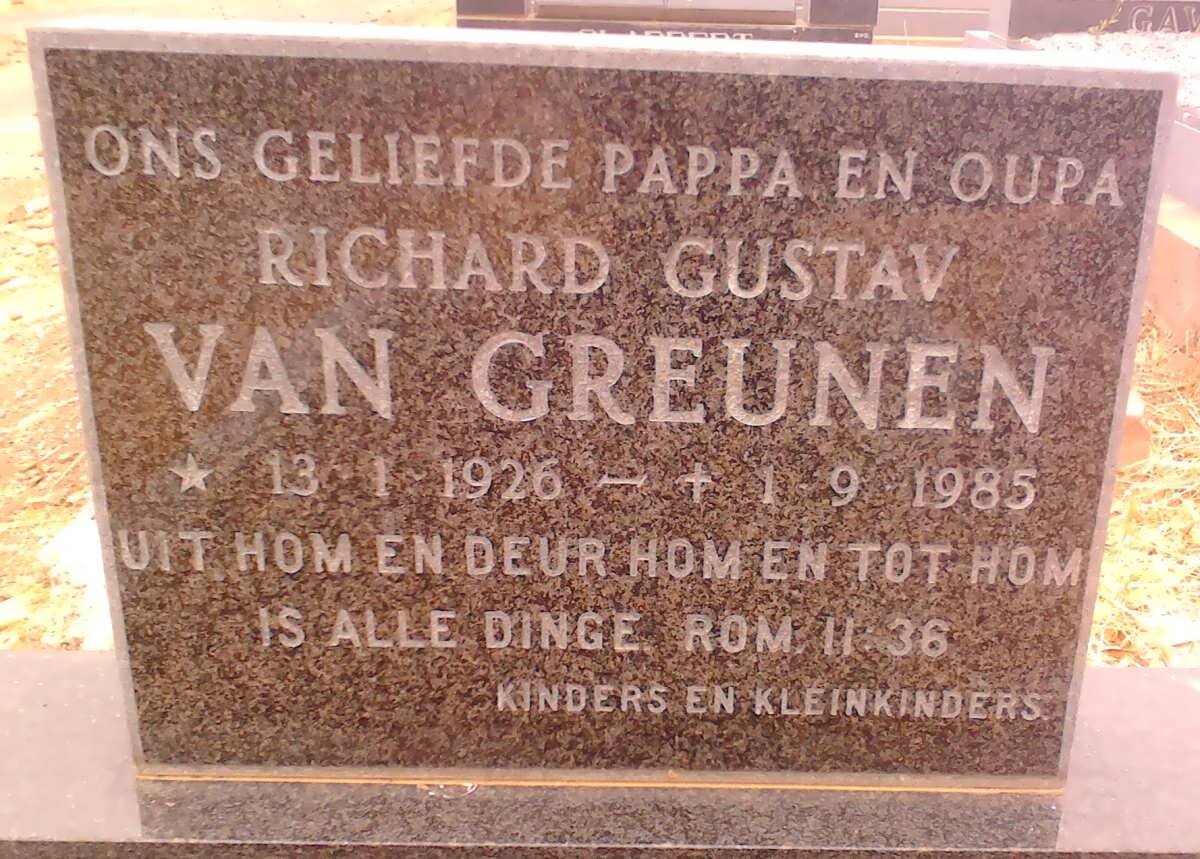 ONS GELIEFDE PAPPA EN OUPA
RICHARD GUSTAV
VAN GREUNEN
★ 13 · 1 · 1926 — ✝ 1 · 9 · 1985
UIT HOM EN DEUR HOM EN TOT HOM
IS ALLE DINGE. ROM. 11:36
KINDERS EN KLEINKINDERS.